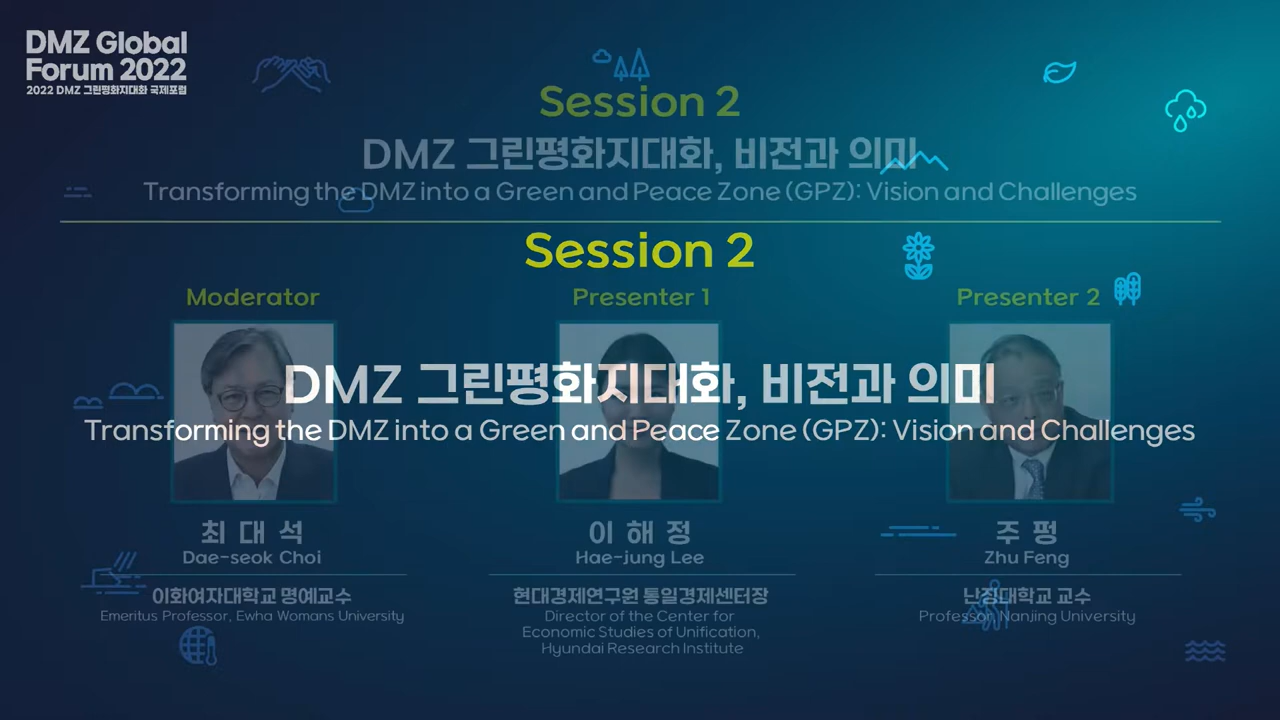 DMZ Global
Forum 2022
2022 DMZ 그린평화지대화 국제포럼
Session 2
DMZ 그린평화지대화, 비전과 의미
Transforming the DMZ into a Green and Peace Zone (GPZ): Vision and Challenges
Session 2
Moderator
Presenter 1
Presenter 2
DMZ 그린평화지대화, 비전과 의미
Transforming the DMZ into a Green and Peace Zone (GPZ): Vision and Challenges
최 대 석
Dae-seok Choi
이화여자대학교 명예교수
Emeritus Professor, Ewha Womans University
이 해 정
Hae-jung Lee
현대경제연구원 통일경제센터장
Director of the Center for
Economic Studies of Unification,
Hyundai Research Institute
주 펑
Zhu Feng
난징대학교 교수
Professor, Nanjing University